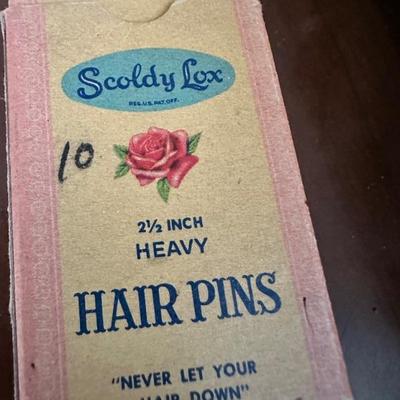 Scoldy Lox
REG. U.S. PAT. OFF.
10
2½ INCH
HEAVY
HAIR PINS
"NEVER LET YOUR
HAIR DOWN"